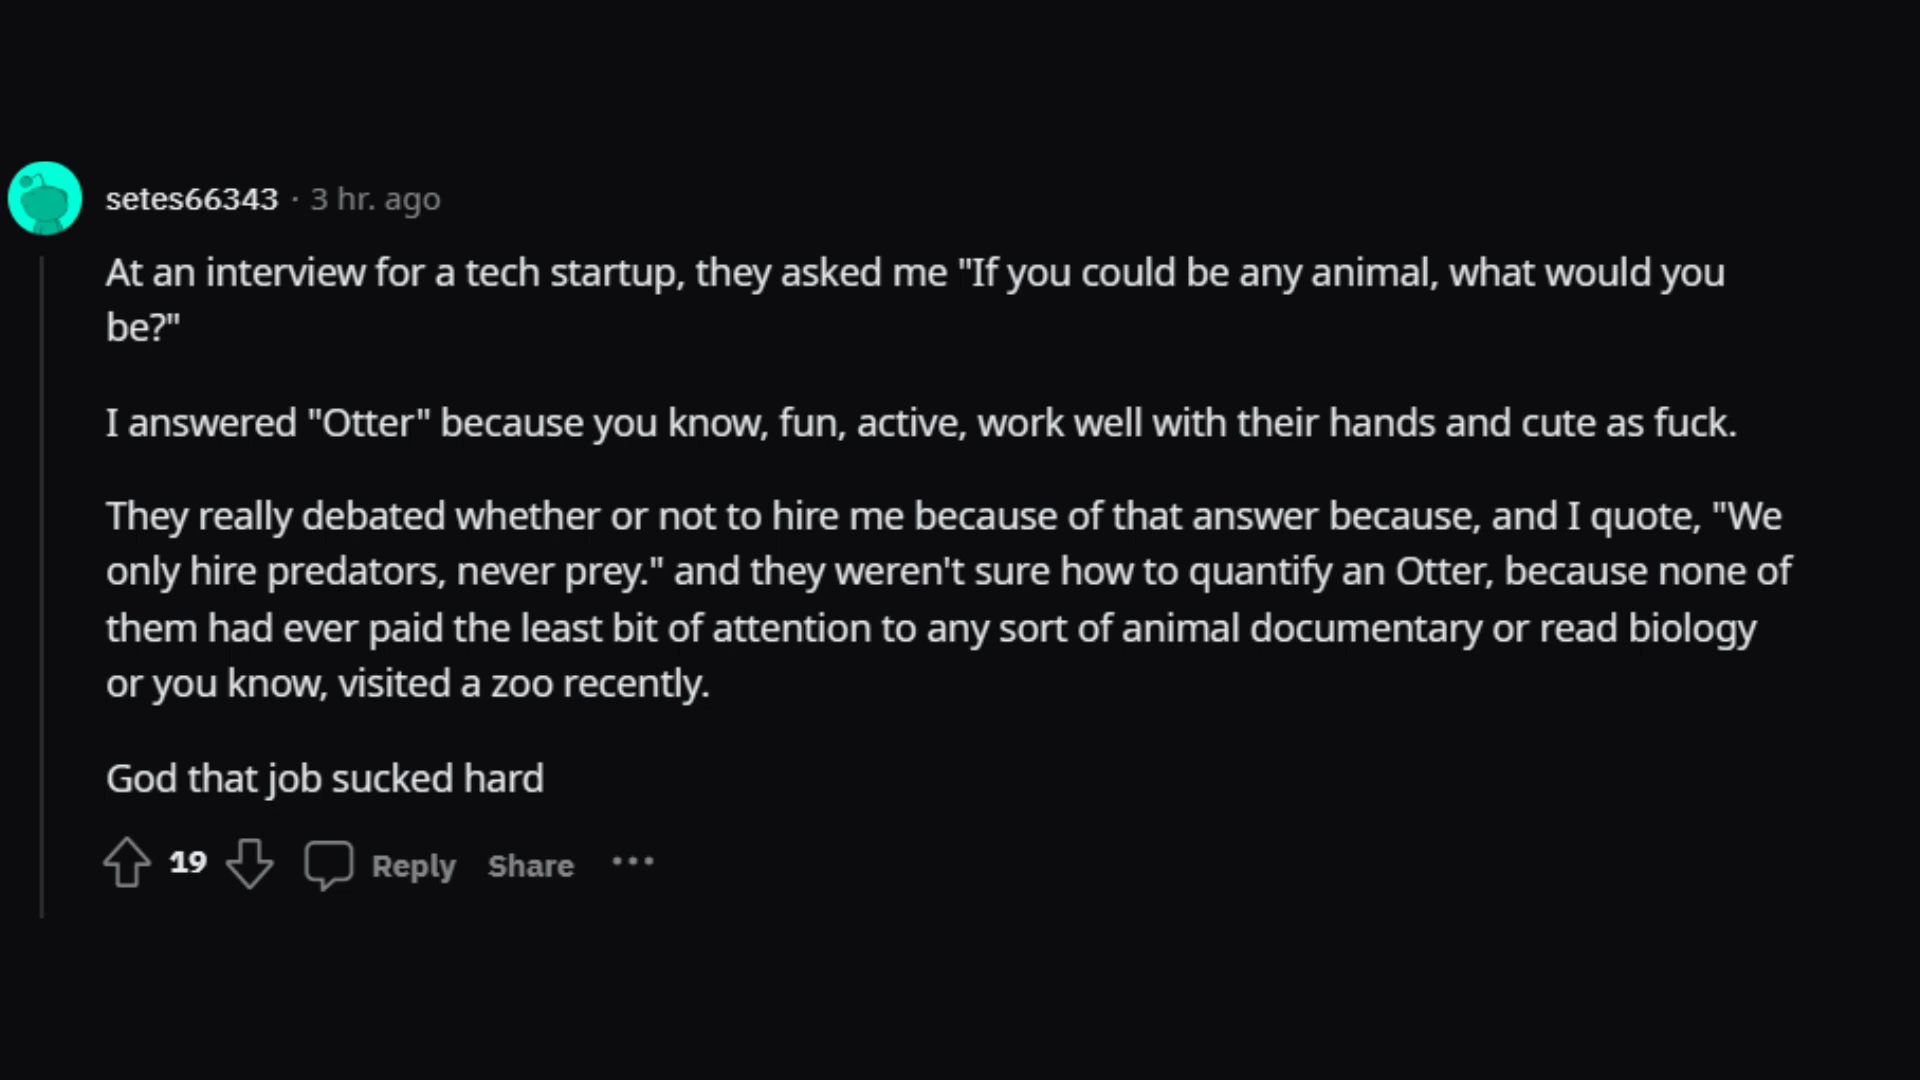 setes66343 · 3 hr. ago
At an interview for a tech startup, they asked me "If you could be any animal, what would you
be?"
I answered "Otter" because you know, fun, active, work well with their hands and cute as fuck.
They really debated whether or not to hire me because of that answer because, and I quote, "We
only hire predators, never prey." and they weren't sure how to quantify an Otter, because none of
them had ever paid the least bit of attention to any sort of animal documentary or read biology
or you know, visited a zoo recently.
God that job sucked hard
19 Reply Share ···